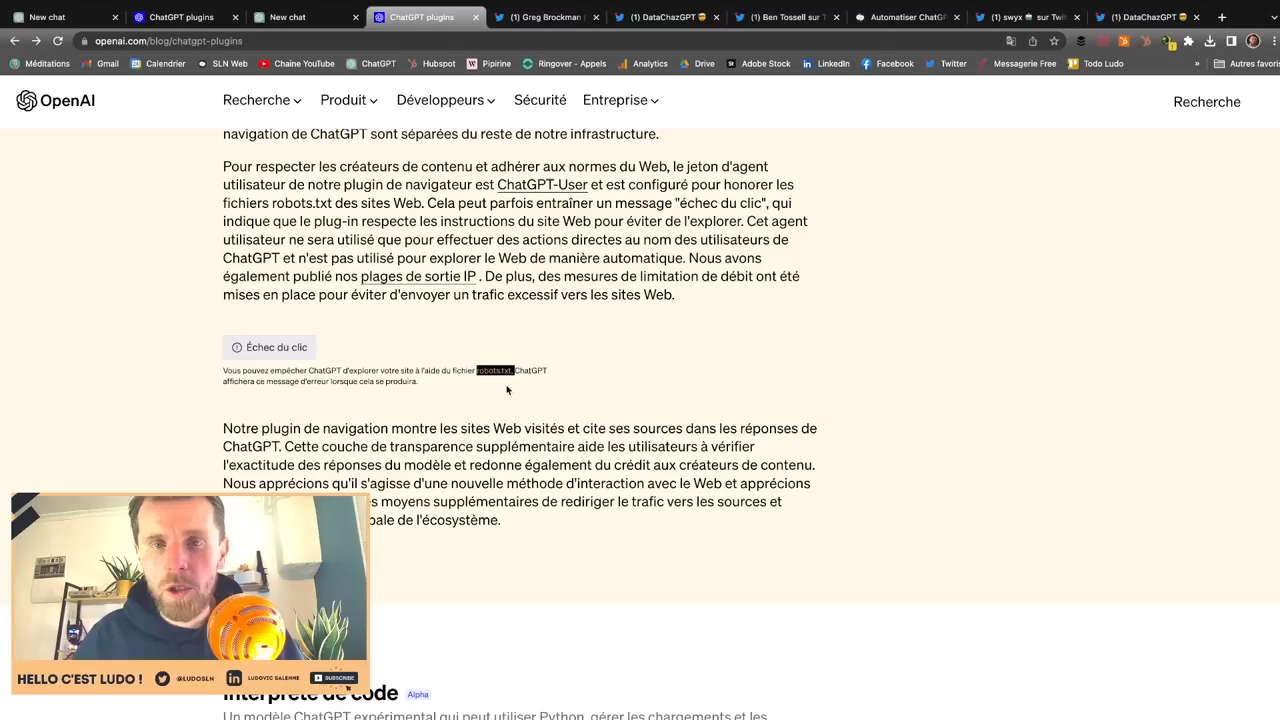 New chat
ChatGPT plugins
New chat
ChatGPT plugins
(1) Greg Brockman
(1) DataChazGPT
(1) Ben Tossell sur T
Automatiser ChatG
(1) swyx
sur Twi
(1) DataChazGPT
openai.com/blog/chatgpt-plugins
Méditations
Gmail
Calendrier
SLN Web
Chaine YouTube
ChatGPT
Hubspot
Pipirine
Ringover - Appels
Analytics
Drive
Adobe Stock
LinkedIn
Facebook
Twitter
Messagerie Free
Todo Ludo
»
Autres favoris
OpenAI
Recherche
Produit
Développeurs
Sécurité
Entreprise
Recherche
navigation de ChatGPT sont séparées du reste de notre infrastructure.
Pour respecter les créateurs de contenu et adhérer aux normes du Web, le jeton d'agent
utilisateur de notre plugin de navigateur est ChatGPT-User et est configuré pour honorer les
fichiers robots.txt des sites Web. Cela peut parfois entraîner un message "échec du clic", qui
indique que le plug-in respecte les instructions du site Web pour éviter de l'explorer. Cet agent
utilisateur ne sera utilisé que pour effectuer des actions directes au nom des utilisateurs de
ChatGPT et n'est pas utilisé pour explorer le Web de manière automatique. Nous avons
également publié nos plages de sortie IP . De plus, des mesures de limitation de débit ont été
mises en place pour éviter d'envoyer un trafic excessif vers les sites Web.
Échec du clic
Vous pouvez empêcher ChatGPT d'explorer votre site à l'aide du fichier robots.txt. ChatGPT
affichera ce message d'erreur lorsque cela se produira.
Notre plugin de navigation montre les sites Web visités et cite ses sources dans les réponses de
ChatGPT. Cette couche de transparence supplémentaire aide les utilisateurs à vérifier
l'exactitude des réponses du modèle et redonne également du crédit aux créateurs de contenu.
Nous apprécions qu'il s'agisse d'une nouvelle méthode d'interaction avec le Web et apprécions
s moyens supplémentaires de rediriger le trafic vers les sources et
bale de l'écosystème.
HELLO C'EST LUDO !
@LUDOSLN
LUDOVIC SALENNE
SUBSCRIBE
Interprète de code
Alpha
Un modèle ChatGPT expérimental qui peut utiliser Python, gérer les chargements et les